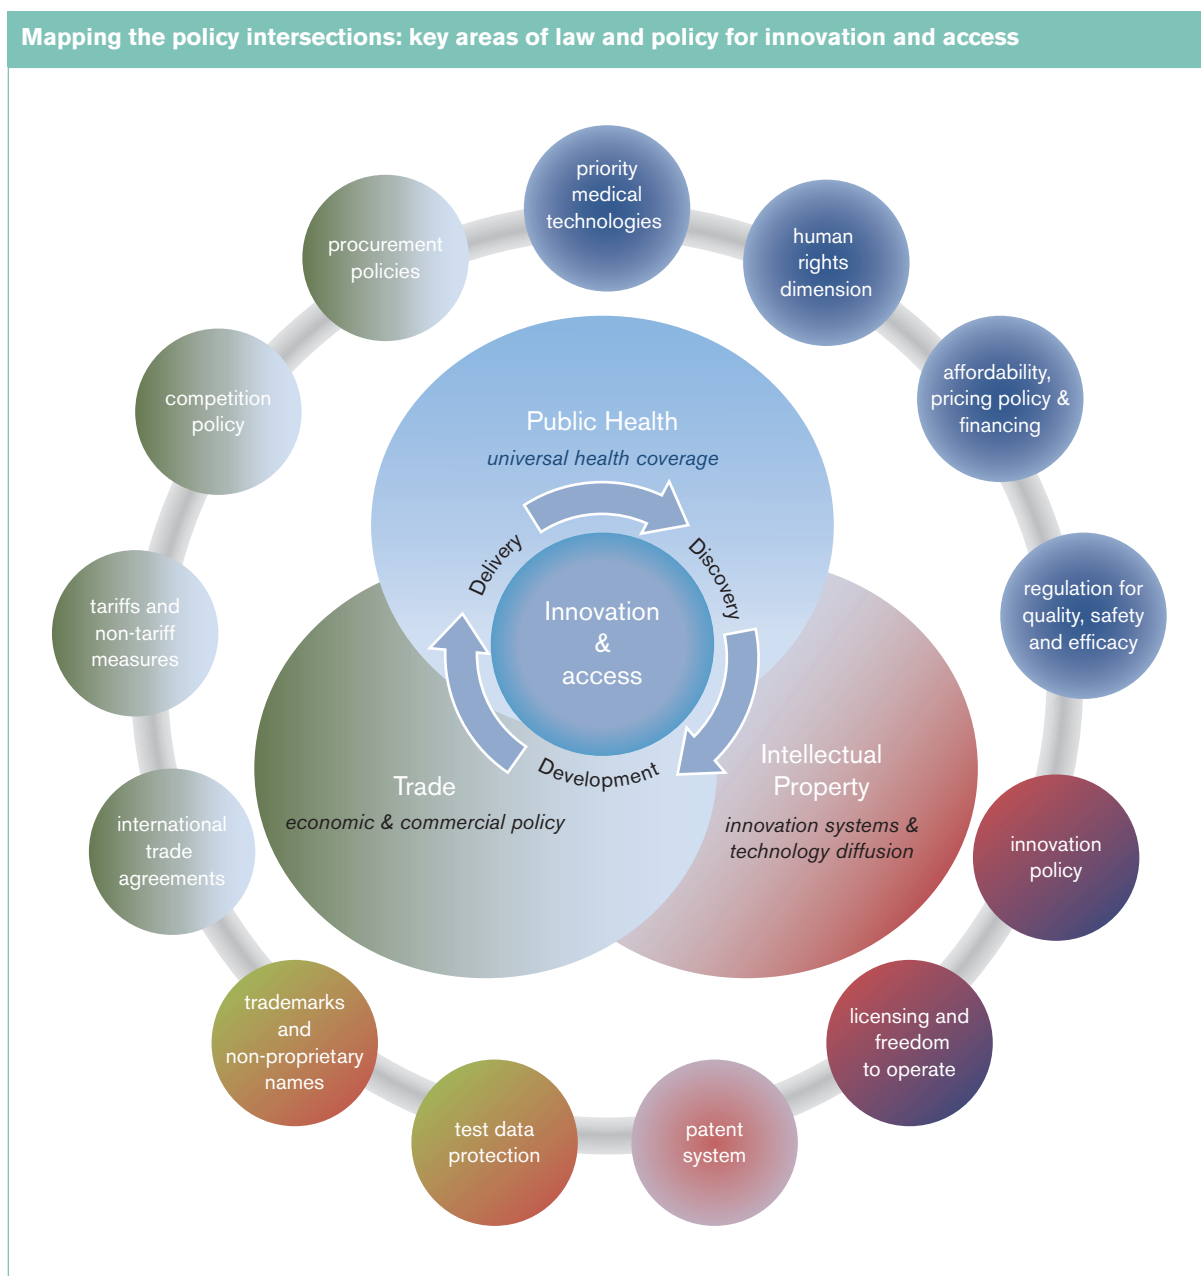 Mapping the policy intersections: key areas of law and policy for innovation and access
priority
medical
technologies
human
rights
dimension
affordability,
pricing policy &
financing
regulation for
quality, safety
and efficacy
innovation
policy
licensing and
freedom
to operate
patent
system
test data
protection
trademarks
and
non-proprietary
names
international
trade
agreements
tariffs and
non-tariff
measures
competition
policy
procurement
policies
Public Health
universal health coverage
Delivery
Discovery
Development
Innovation
&
access
Trade
economic & commercial policy
Intellectual
Property
innovation systems &
technology diffusion